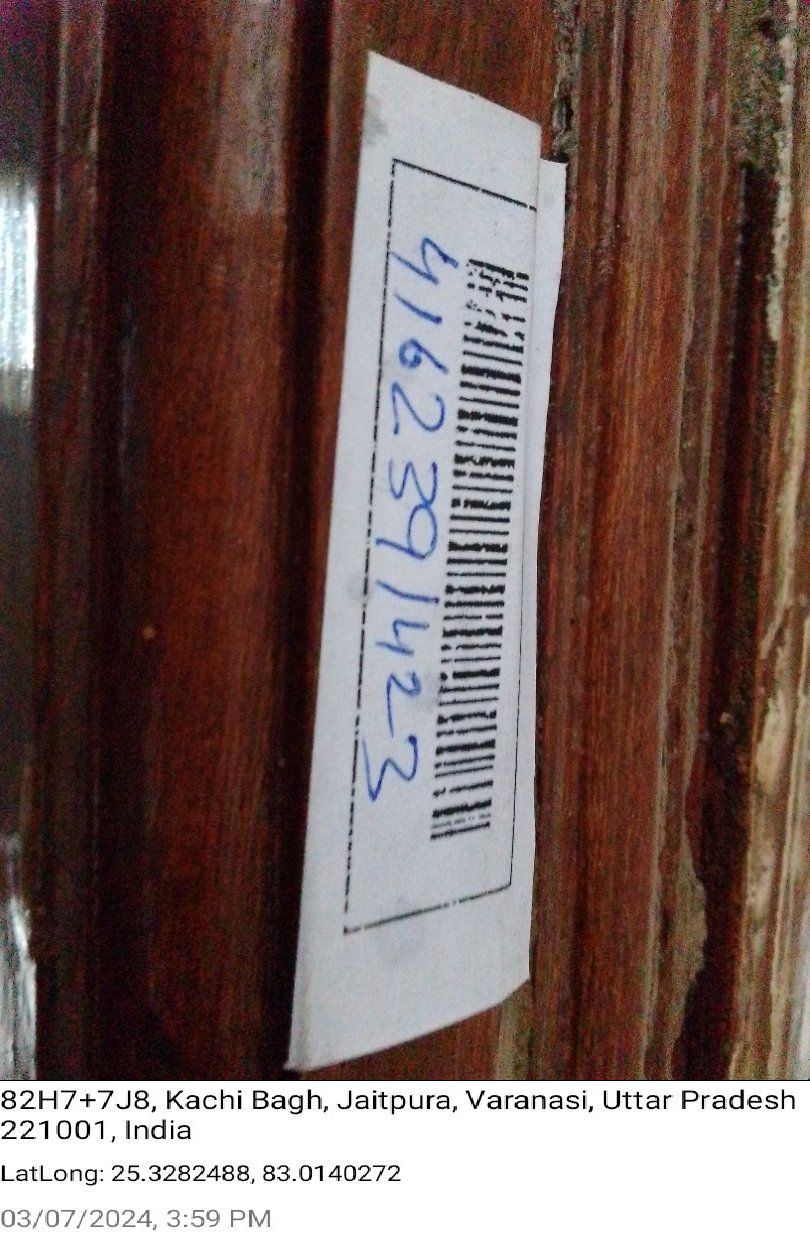 4162391423
82H7+7J8, Kachi Bagh, Jaitpura, Varanasi, Uttar Pradesh
221001, India
LatLong: 25.3282488, 83.0140272
03/07/2024, 3:59 PM